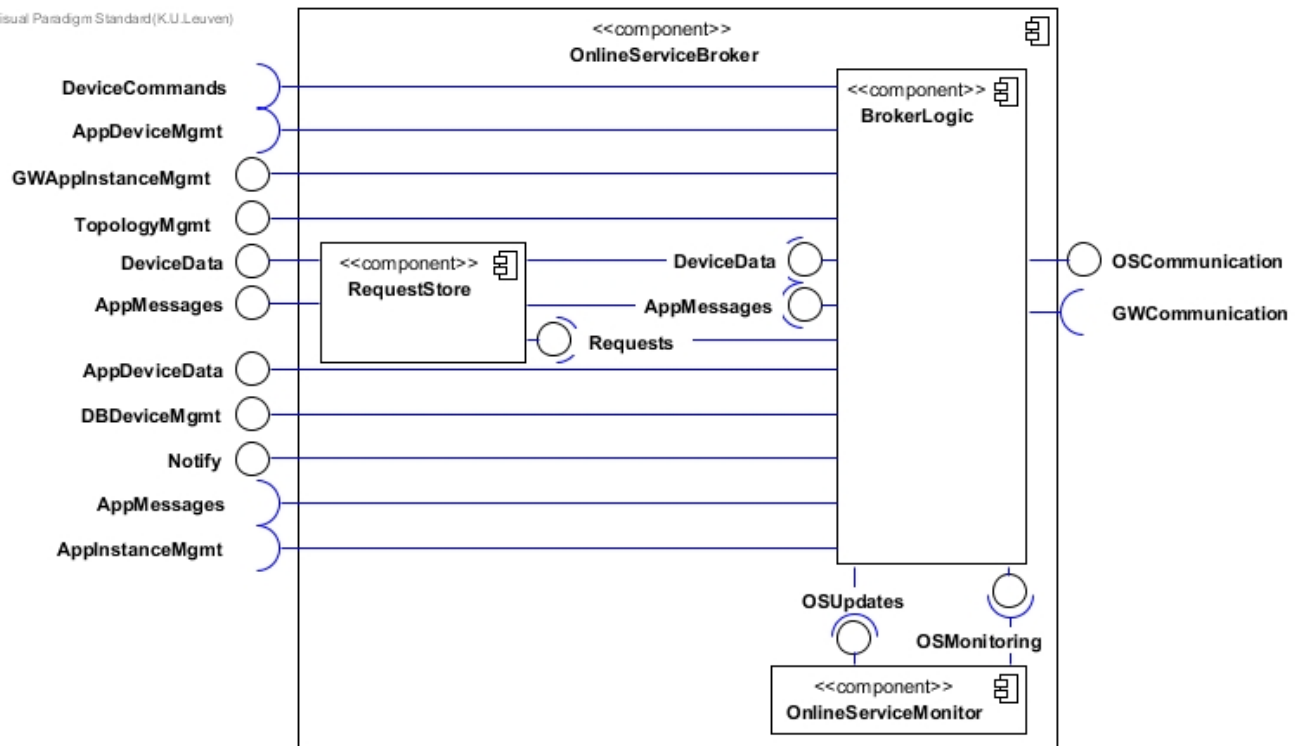 isual Paradigm Standard(K.U.Leuven)
<<component>>
OnlineServiceBroker
DeviceCommands
<<component>>
BrokerLogic
AppDeviceMgmt
GWAppInstanceMgmt
TopologyMgmt
DeviceData
<<component>>
RequestStore
DeviceData
OSCommunication
AppMessages
AppMessages
GWCommunication
Requests
AppDeviceData
DBDeviceMgmt
Notify
AppMessages
AppInstanceMgmt
OSUpdates
OSMonitoring
<<component>>
OnlineServiceMonitor